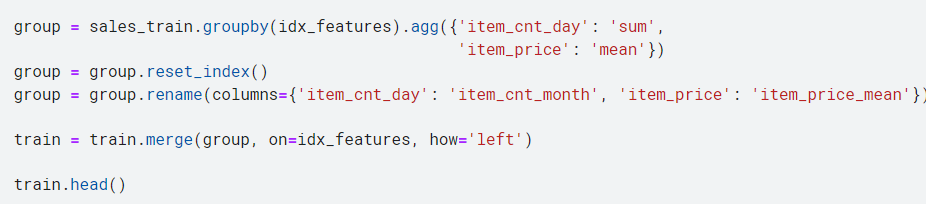 group = sales_train.groupby(idx_features).agg({'item_cnt_day': 'sum',
                                               'item_price': 'mean'})
group = group.reset_index()
group = group.rename(columns={'item_cnt_day': 'item_cnt_month', 'item_price': 'item_price_mean'})
train = train.merge(group, on=idx_features, how='left')
train.head()